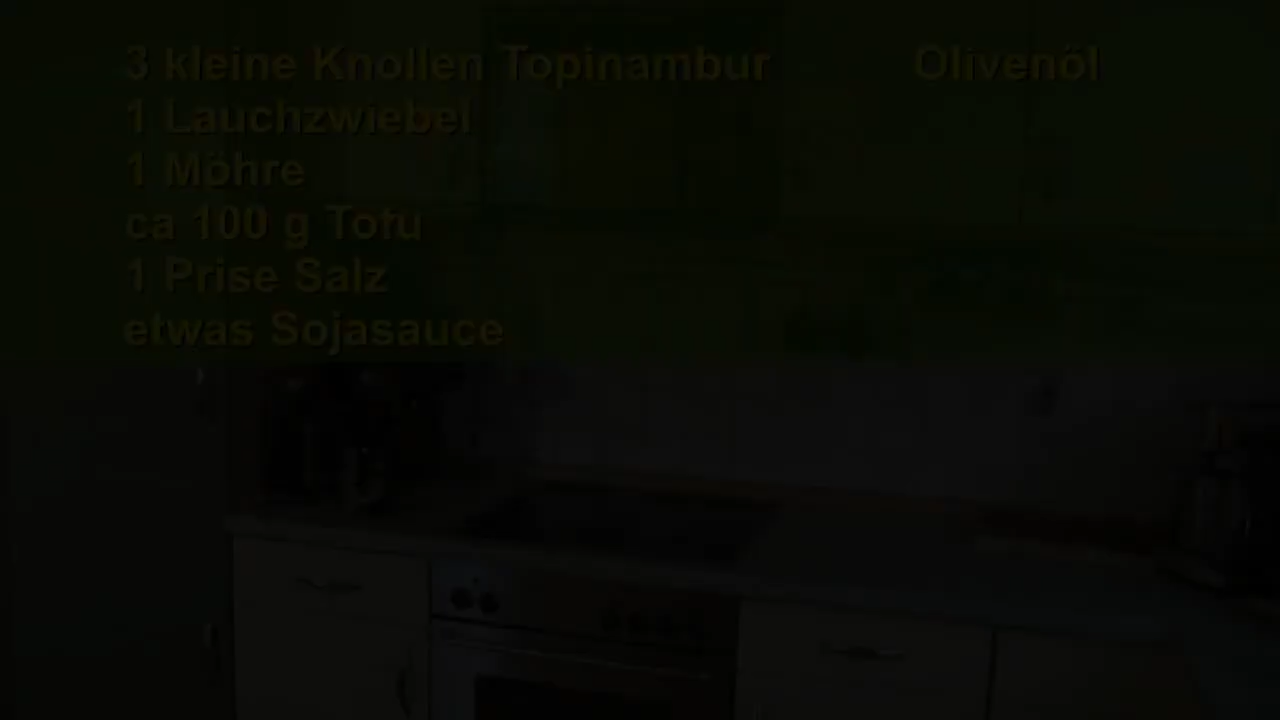 3 kleine Knollen Topinambur
1 Lauchzwiebel
1 Möhre
ca 100 g Tofu
1 Prise Salz
etwas Sojasauce
Olivenöl